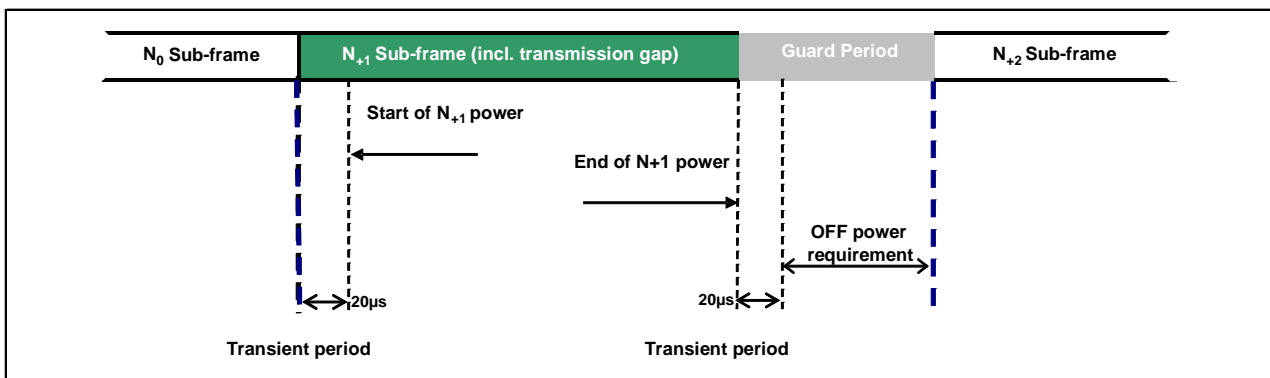 N0 Sub-frame
N+1 Sub-frame (incl. transmission gap)
Guard Period
N+2 Sub-frame
Start of N+1 power
End of N+1 power
OFF power
requirement
20µs
20µs
Transient period
Transient period